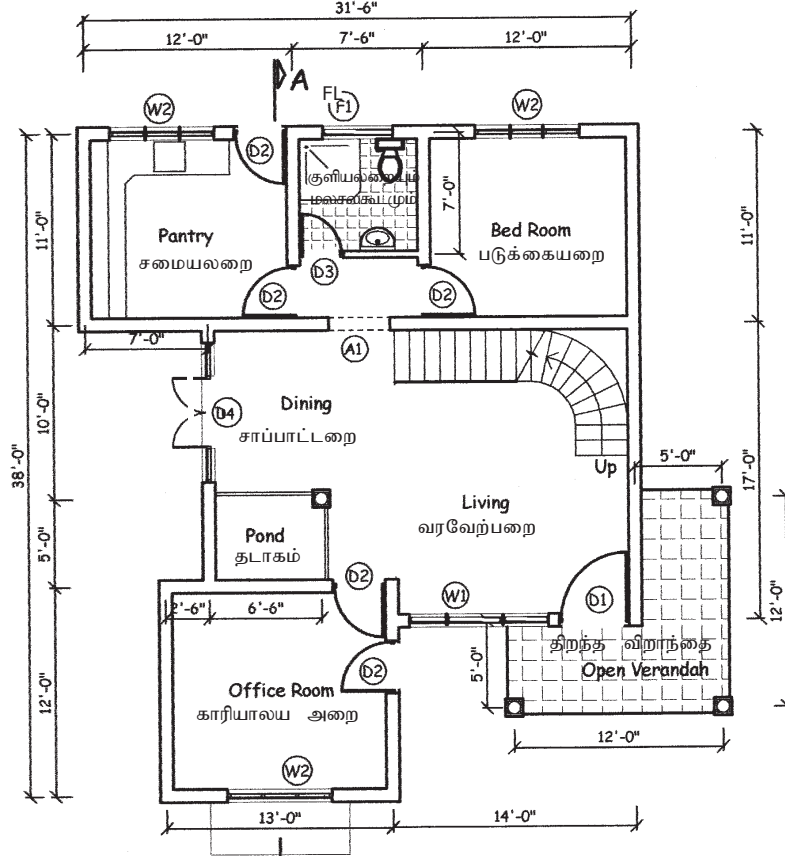 31'-6"
12'-0"
7'-6"
12'-0"
A
FL
F1
W2
W2
D2
குளியலறையும்
மலசலகூடமும்
7'-0"
11'-0"
11'-0"
Pantry
சமையலறை
Bed Room
படுக்கையறை
D3
D2
D2
7'-0"
A1
Dining
சாப்பாட்டறை
D4
10'-0"
38'-0"
Up
5'-0"
17'-0"
Living
வரவேற்பறை
Pond
தடாகம்
5'-0"
D2
W1
D1
12'-0"
2'-6"
6'-6"
திறந்த விறாந்தை
Open Verandah
5'-0"
D2
Office Room
காரியாலய அறை
12'-0"
12'-0"
W2
13'-0"
14'-0"